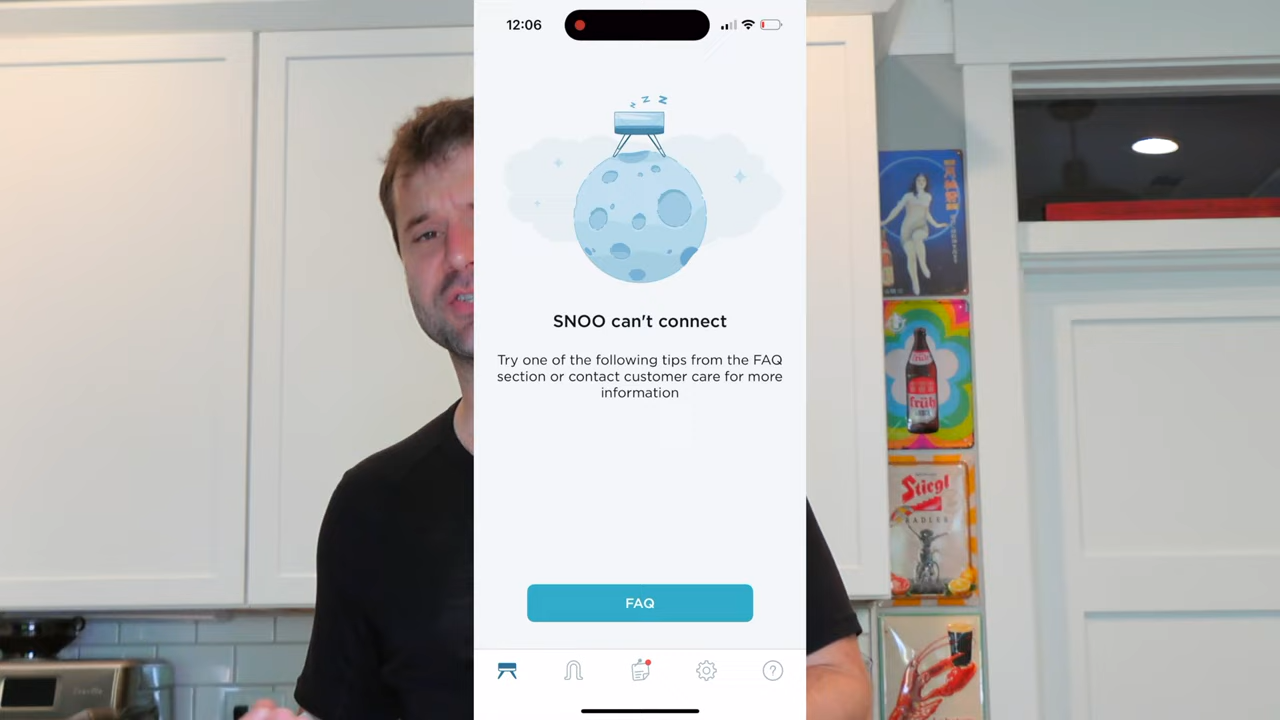 12:06
z z z
SNOO can't connect
Try one of the following tips from the FAQ
section or contact customer care for more
information
FAQ
früh
Stiegl
RADLER